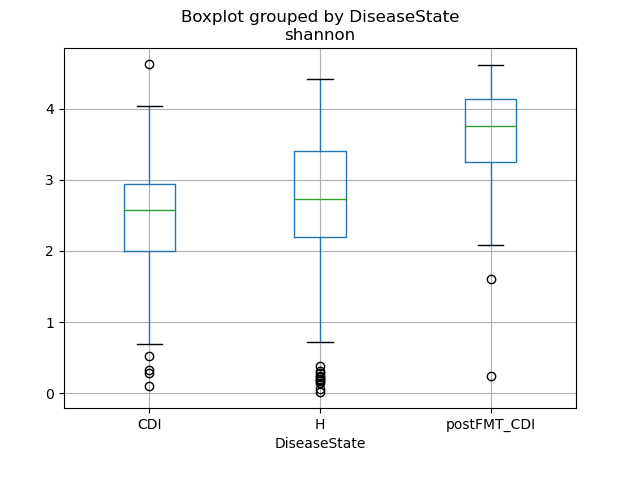 Boxplot grouped by DiseaseState
shannon
4
3
2
1
0
CDI H postFMT_CDI
DiseaseState